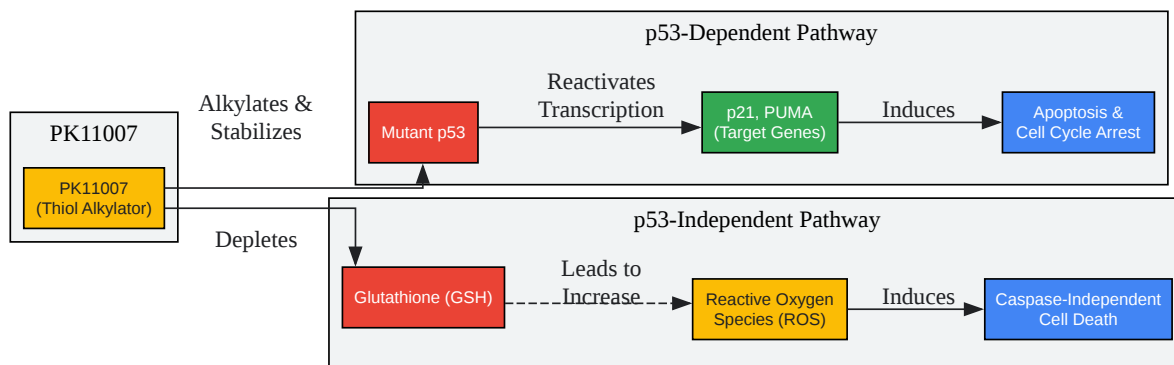 PK11007
PK11007
(Thiol Alkylator)
Alkylates &
Stabilizes
Depletes
p53-Dependent Pathway
Mutant p53
Reactivates
Transcription
p21, PUMA
(Target Genes)
Induces
Apoptosis &
Cell Cycle Arrest
p53-Independent Pathway
Glutathione (GSH)
Leads to
Increase
Reactive Oxygen
Species (ROS)
Induces
Caspase-Independent
Cell Death